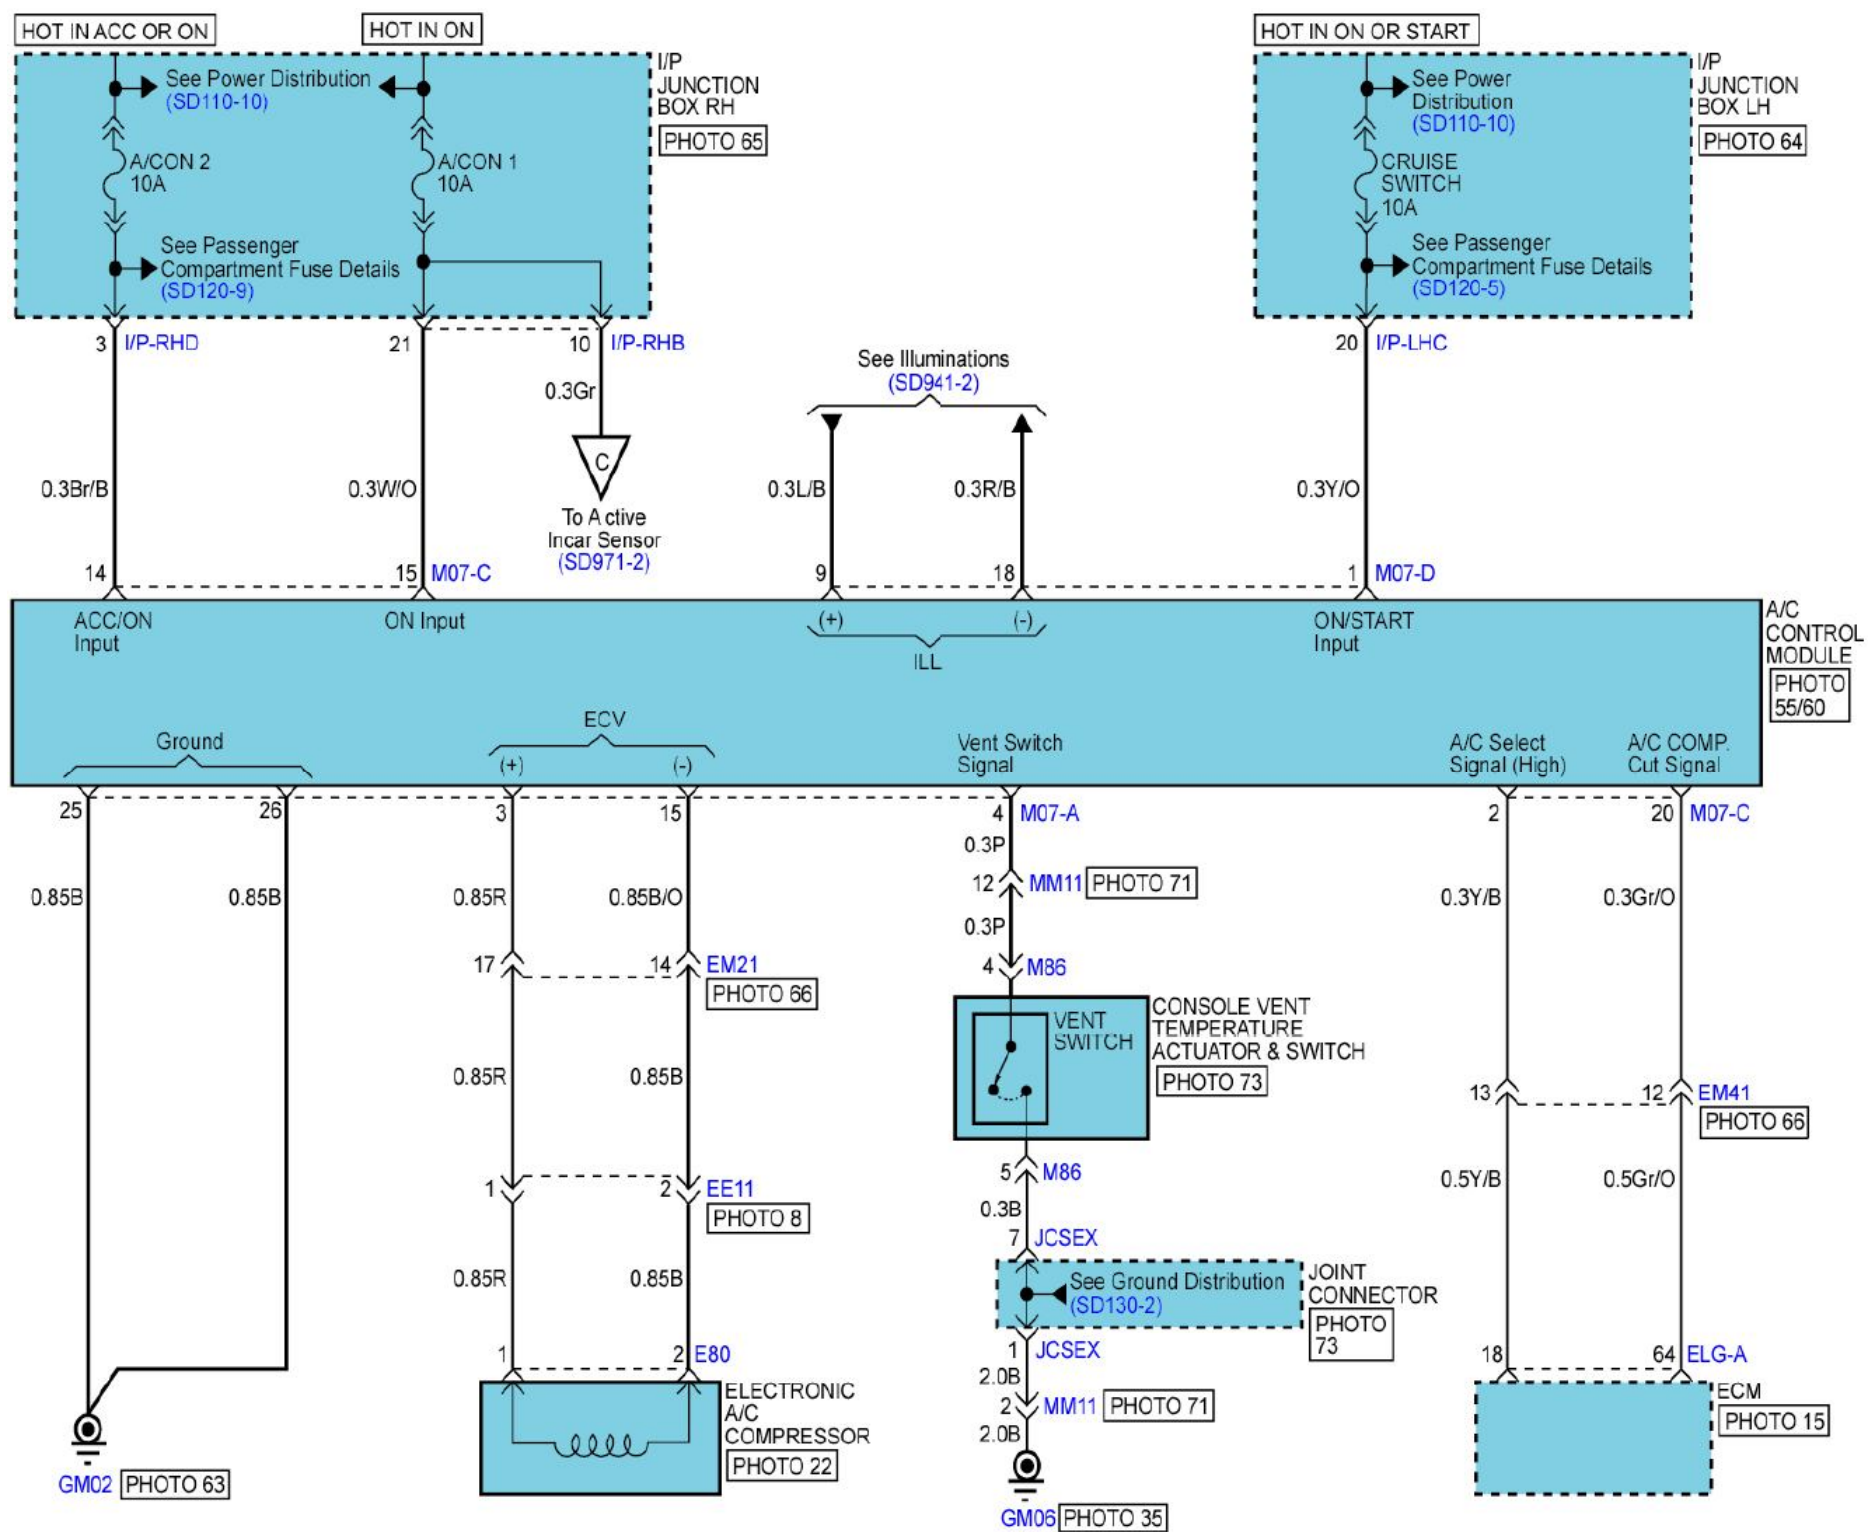 HOT IN ACC OR ON
HOT IN ON
HOT IN ON OR START
See Power Distribution
(SD110-10)
A/CON 2
10A
A/CON 1
10A
See Passenger
Compartment Fuse Details
(SD120-9)
I/P
JUNCTION
BOX RH
PHOTO 65
See Power
Distribution
(SD110-10)
CRUISE
SWITCH
10A
See Passenger
Compartment Fuse Details
(SD120-5)
I/P
JUNCTION
BOX LH
PHOTO 64
3 I/P-RHD
21
10 I/P-RHB
20 I/P-LHC
0.3Gr
C
To Active
Incar Sensor
(SD971-2)
See Illuminations
(SD941-2)
0.3Br/B
0.3W/O
0.3L/B
0.3R/B
0.3Y/O
14
15 M07-C
9
18
1 M07-D
ACC/ON
Input
ON Input
(+)
(-)
ILL
ON/START
Input
A/C
CONTROL
MODULE
PHOTO
55/60
Ground
ECV
(+)
(-)
Vent Switch
Signal
A/C Select
Signal (High)
A/C COMP.
Cut Signal
25
26
3
15
4 M07-A
2
20 M07-C
0.85B
0.85B
0.85R
0.85B/O
0.3P
12 MM11 PHOTO 71
0.3P
0.3Y/B
0.3Gr/O
17
14 EM21
PHOTO 66
4 M86
VENT
SWITCH
CONSOLE VENT
TEMPERATURE
ACTUATOR & SWITCH
PHOTO 73
0.85R
0.85B
13
12 EM41
PHOTO 66
1
2 EE11
PHOTO 8
5 M86
0.3B
7 JCSEX
0.5Y/B
0.5Gr/O
0.85R
0.85B
See Ground Distribution
(SD130-2)
JOINT
CONNECTOR
PHOTO
73
1 JCSEX
2.0B
2 MM11 PHOTO 71
2.0B
1
2 E80
18
64 ELG-A
ELECTRONIC
A/C
COMPRESSOR
PHOTO 22
ECM
PHOTO 15
GM02 PHOTO 63
GM06 PHOTO 35